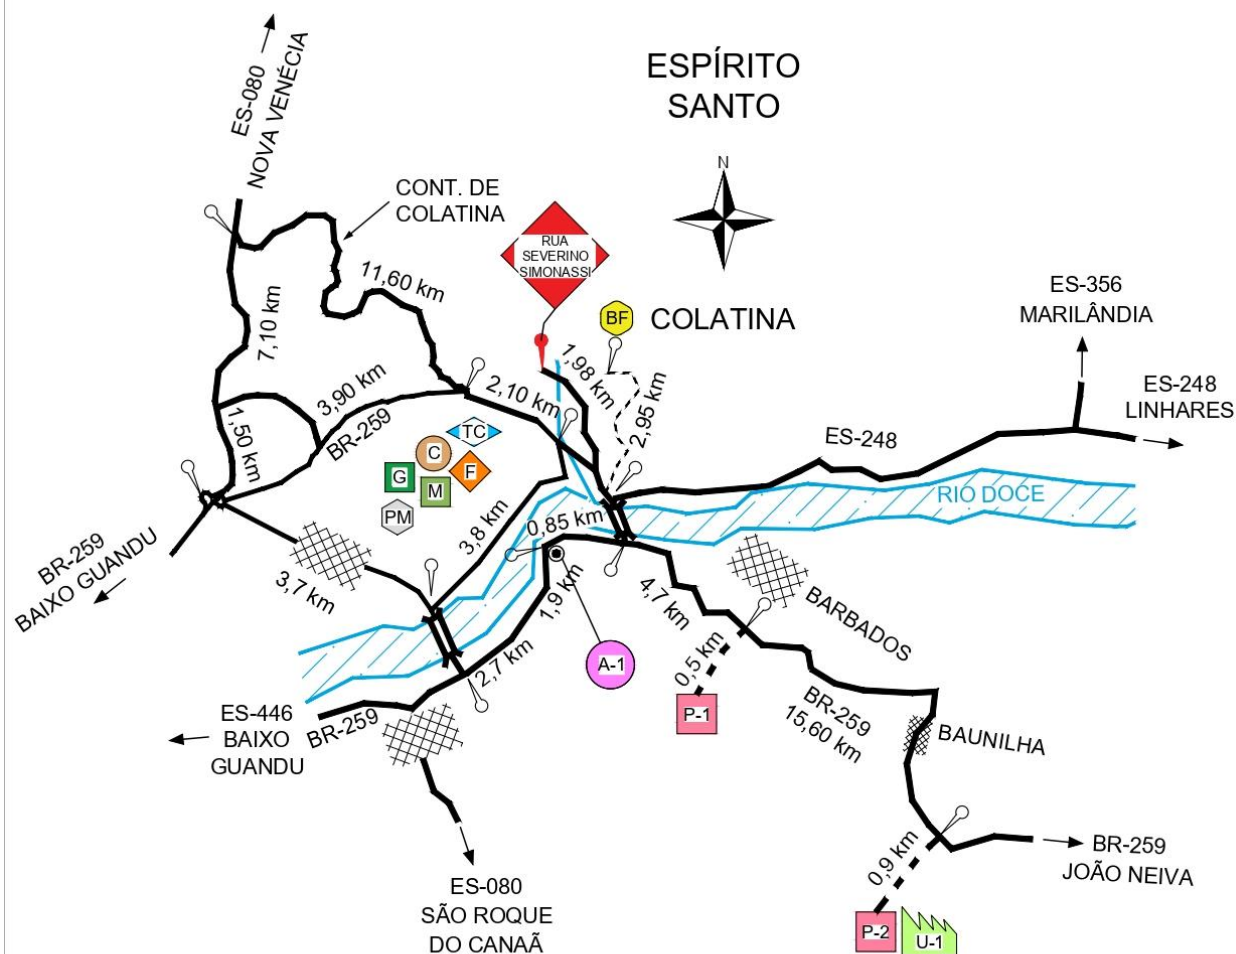 ESPÍRITO
SANTO
N
ES-080
NOVA VENÉCIA
CONT. DE
COLATINA
RUA
SEVERINO
SIMONASSI
BF
COLATINA
11,60 km
7,10 km
1,98 km
2,95 km
2,10 km
3,90 km
BR-259
1,50 km
ES-356
MARILÂNDIA
ES-248
LINHARES
ES-248
RIO DOCE
TC
C
G
F
M
PM
3,8 km
0,85 km
BR-259
BAIXO GUANDU
3,7 km
1,9 km
4,7 km
BARBADOS
A-1
2,7 km
0,5 km
P-1
BR-259
15,60 km
BAUNILHA
ES-446
BAIXO
GUANDU
BR-259
0,9 km
BR-259
JOÃO NEIVA
ES-080
SÃO ROQUE
DO CANAÃ
P-2
U-1